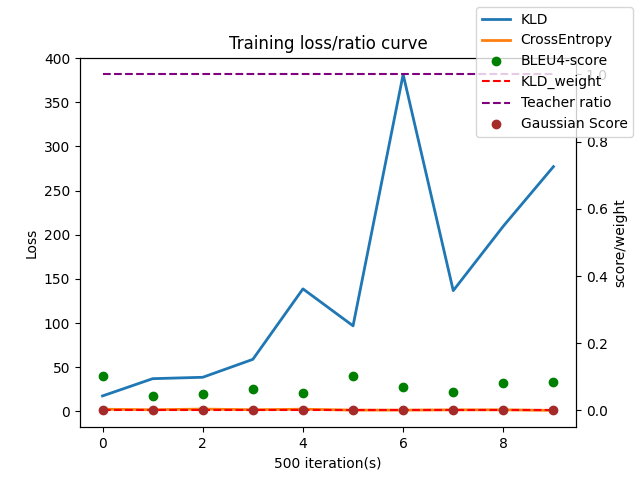 Training loss/ratio curve
KLD
CrossEntropy
BLEU4-score
KLD_weight
Teacher ratio
Gaussian Score
400
350
300
250
200
150
100
50
0
Loss
0 2 4 6 8
500 iteration(s)
1.0
0.8
0.6
0.4
0.2
0.0
score/weight